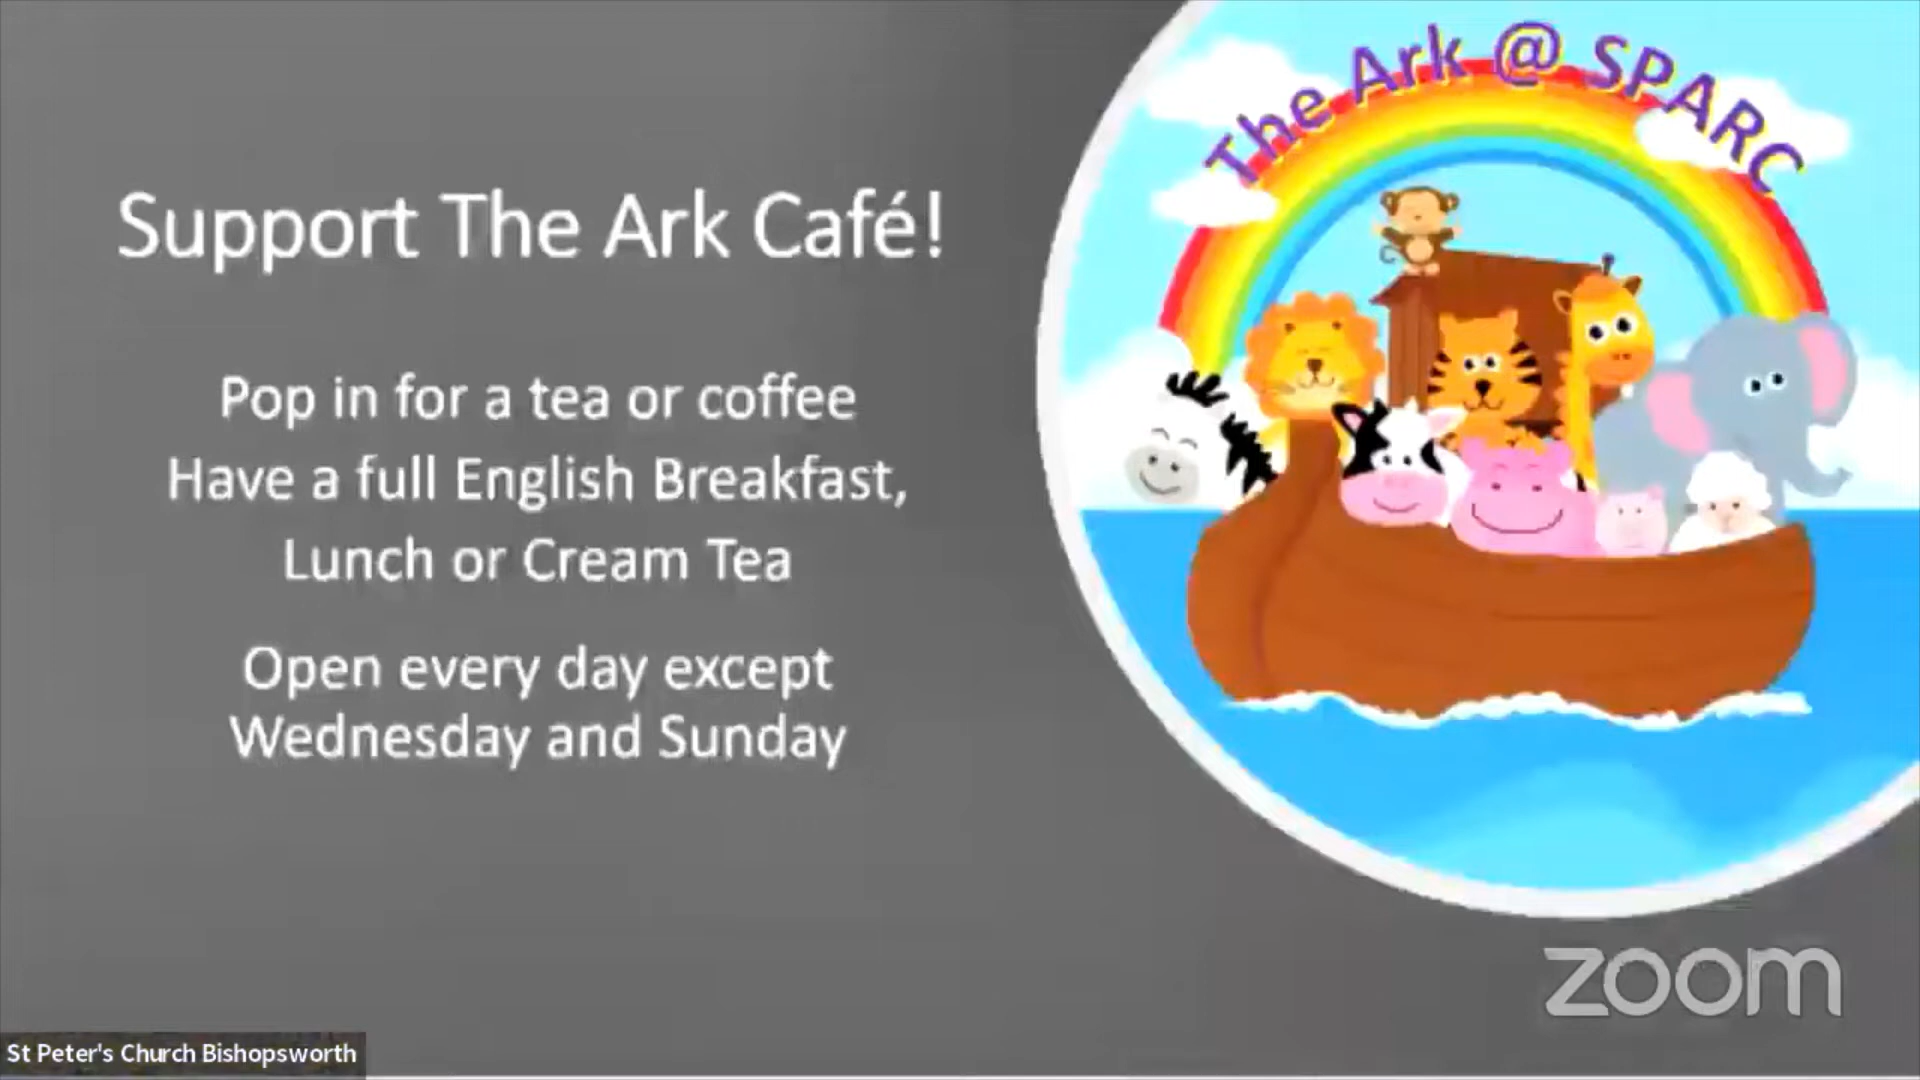 The Ark @ SPARC
Support The Ark Café!
Pop in for a tea or coffee
Have a full English Breakfast,
Lunch or Cream Tea
Open every day except
Wednesday and Sunday
zoom
St Peter's Church Bishopsworth